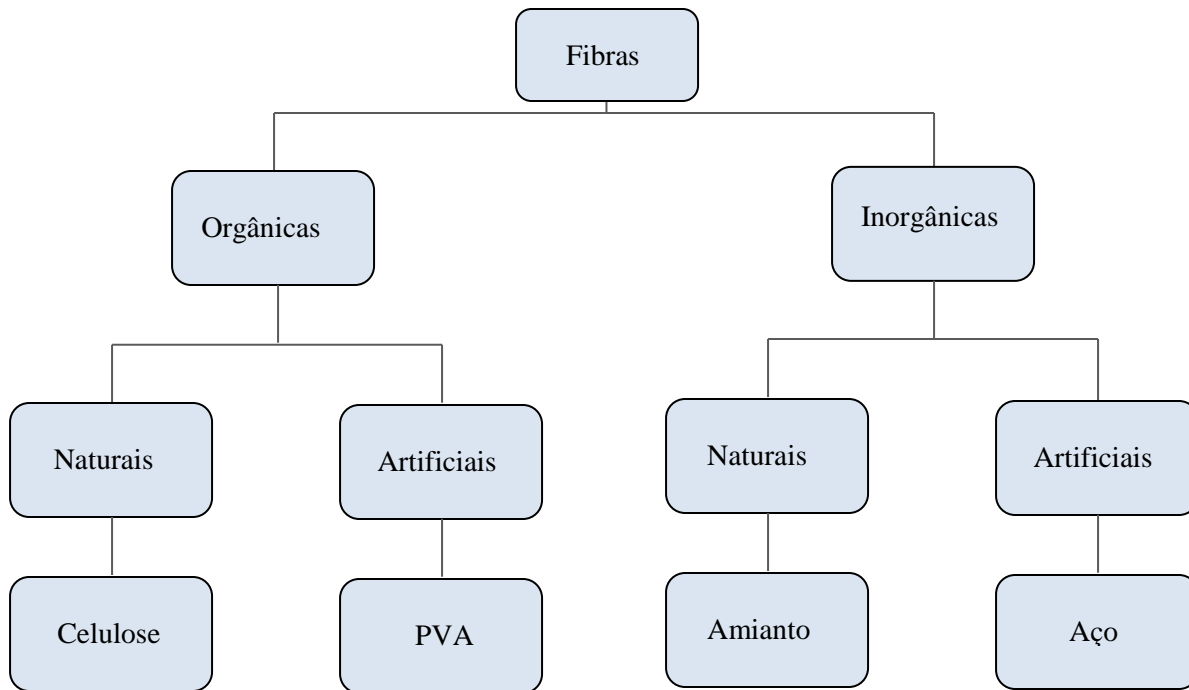 Fibras
Orgânicas
Inorgânicas
Naturais
Artificiais
Naturais
Artificiais
Celulose
PVA
Amianto
Aço